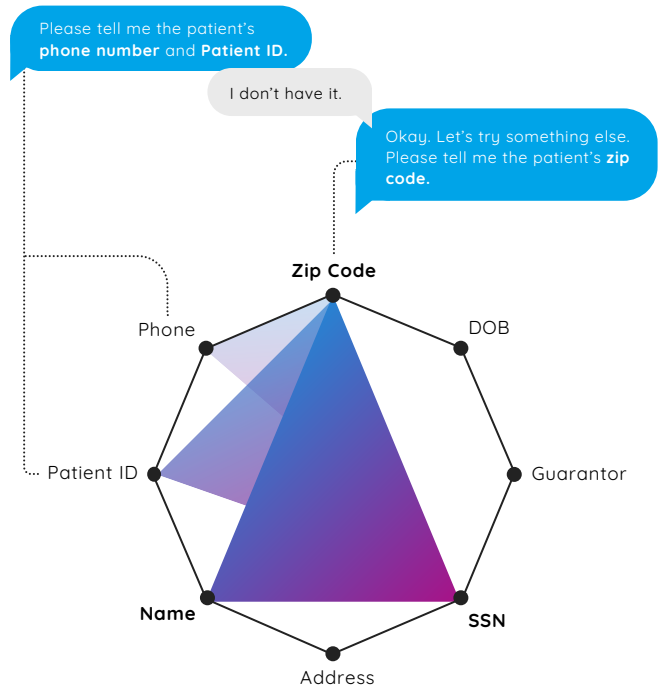 Please tell me the patient’s
phone number and Patient ID.
I don’t have it.
Okay. Let’s try something else.
Please tell me the patient’s zip
code.
Zip Code
Phone
DOB
Patient ID
Guarantor
Name
SSN
Address